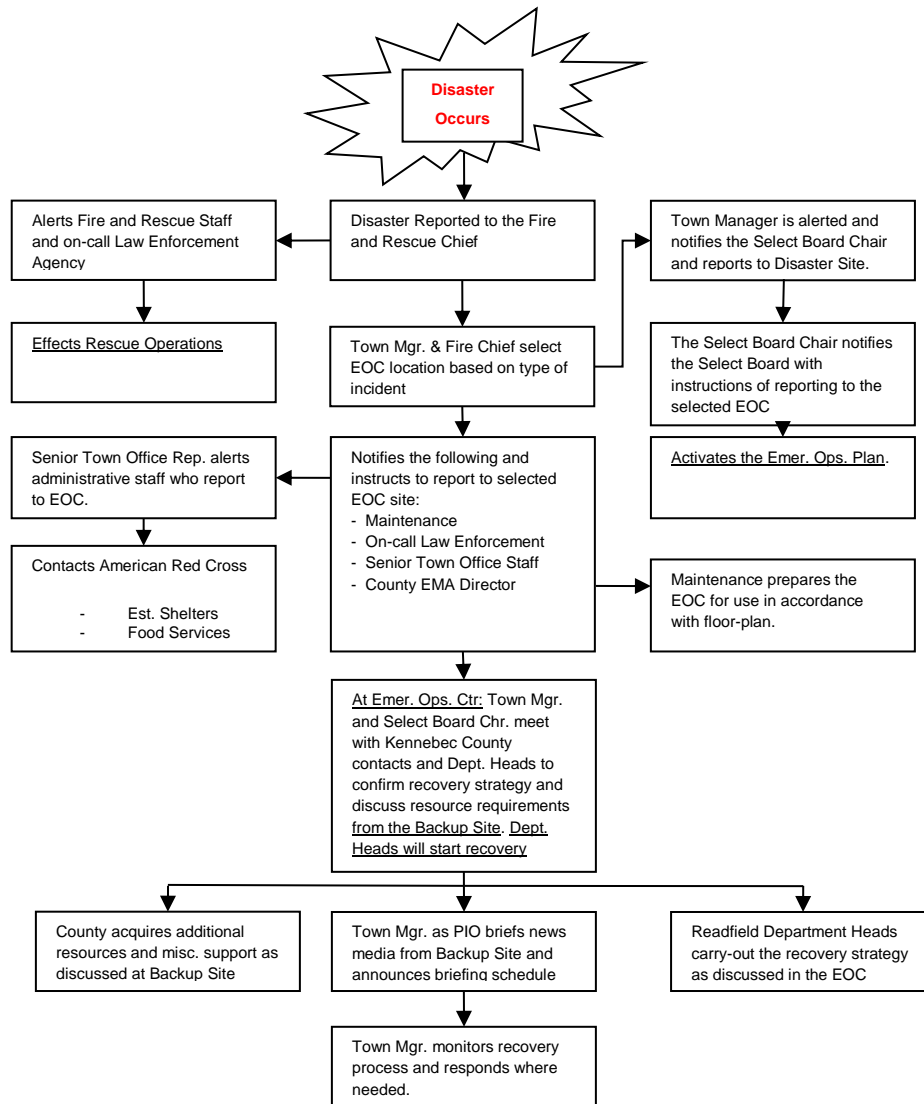 Disaster
Occurs
Alerts Fire and Rescue Staff
and on-call Law Enforcement
Agency
Disaster Reported to the Fire
and Rescue Chief
Town Manager is alerted and
notifies the Select Board Chair
and reports to Disaster Site.
Effects Rescue Operations
Town Mgr. & Fire Chief select
EOC location based on type of
incident
The Select Board Chair notifies
the Select Board with
instructions of reporting to the
selected EOC
Senior Town Office Rep. alerts
administrative staff who report
to EOC.
Notifies the following and
instructs to report to selected
EOC site:
- Maintenance
- On-call Law Enforcement
- Senior Town Office Staff
- County EMA Director
Activates the Emer. Ops. Plan.
Contacts American Red Cross
- Est. Shelters
- Food Services
Maintenance prepares the
EOC for use in accordance
with floor-plan.
At Emer. Ops. Ctr: Town Mgr.
and Select Board Chr. meet
with Kennebec County
contacts and Dept. Heads to
confirm recovery strategy and
discuss resource requirements
from the Backup Site. Dept.
Heads will start recovery
County acquires additional
resources and misc. support as
discussed at Backup Site
Town Mgr. as PIO briefs news
media from Backup Site and
announces briefing schedule
Readfield Department Heads
carry-out the recovery strategy
as discussed in the EOC
Town Mgr. monitors recovery
process and responds where
needed.